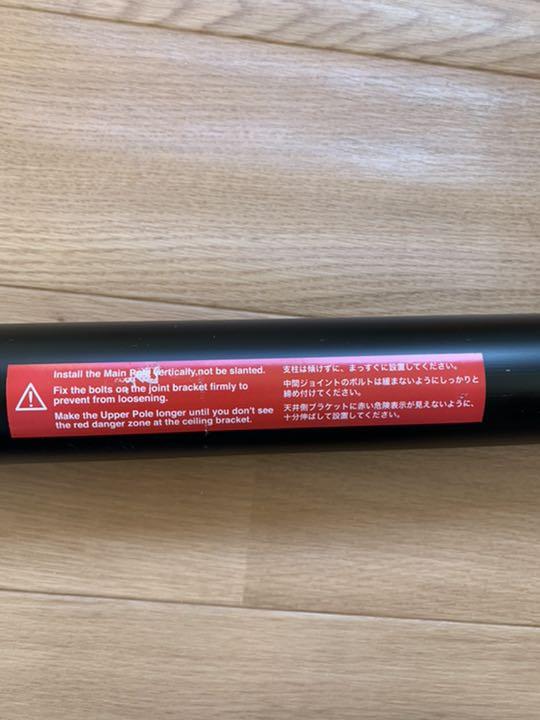 Install the Main Pole vertically,not be slanted.
Fix the bolts on the joint bracket firmly to
prevent from loosening.
Make the Upper Pole longer until you don't see
the red danger zone at the ceiling bracket.
支柱は傾けずに、まっすぐに設置してください。
中間ジョイントのボルトは緩まないようにしっかりと
締め付けてください。
天井側ブラケットに赤い危険表示が見えないように、
十分伸ばして設置してください。